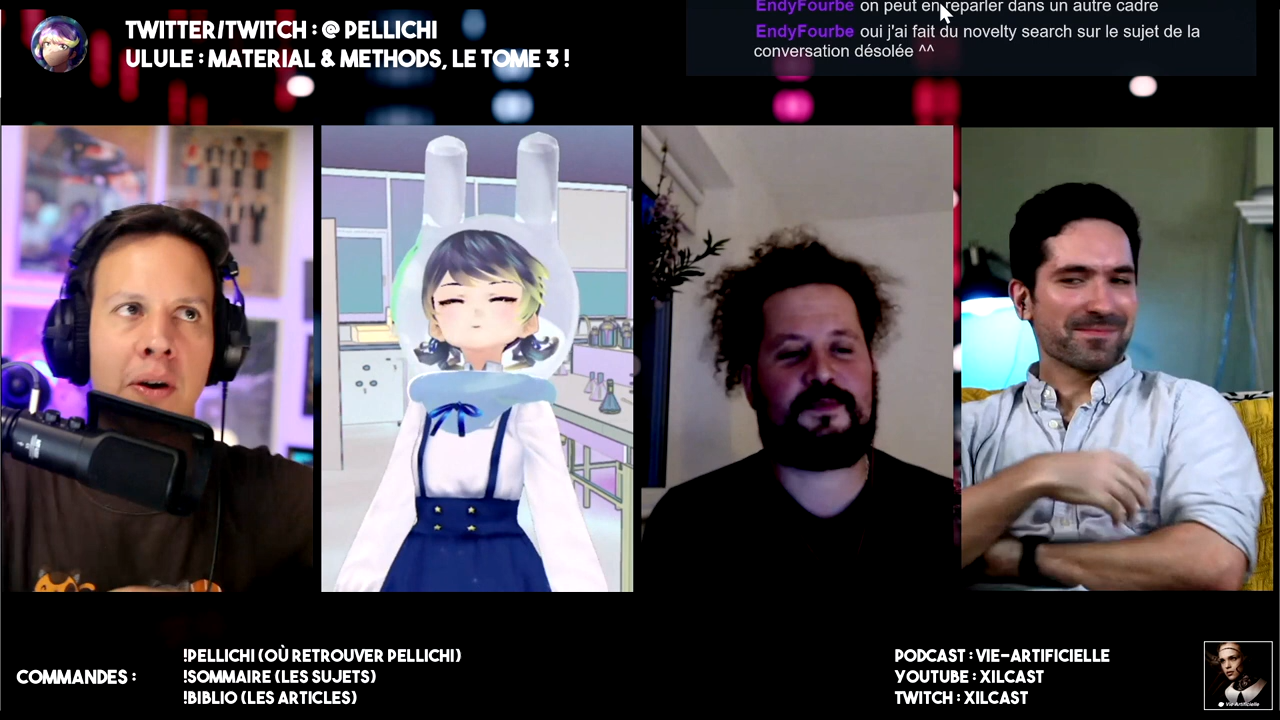 TWITTER/TWITCH : @ PELLICHI
ULULE : MATERIAL & METHODS, LE TOME 3 !
EndyFourbe on peut en reparler dans un autre cadre
EndyFourbe oui j'ai fait du novelty search sur le sujet de la
conversation désolée ^^
COMMANDES :
!PELLICHI (OÙ RETROUVER PELLICHI)
!SOMMAIRE (LES SUJETS)
!BIBLIO (LES ARTICLES)
PODCAST : VIE-ARTIFICIELLE
YOUTUBE : XILCAST
TWITCH : XILCAST
Vie Artificielle